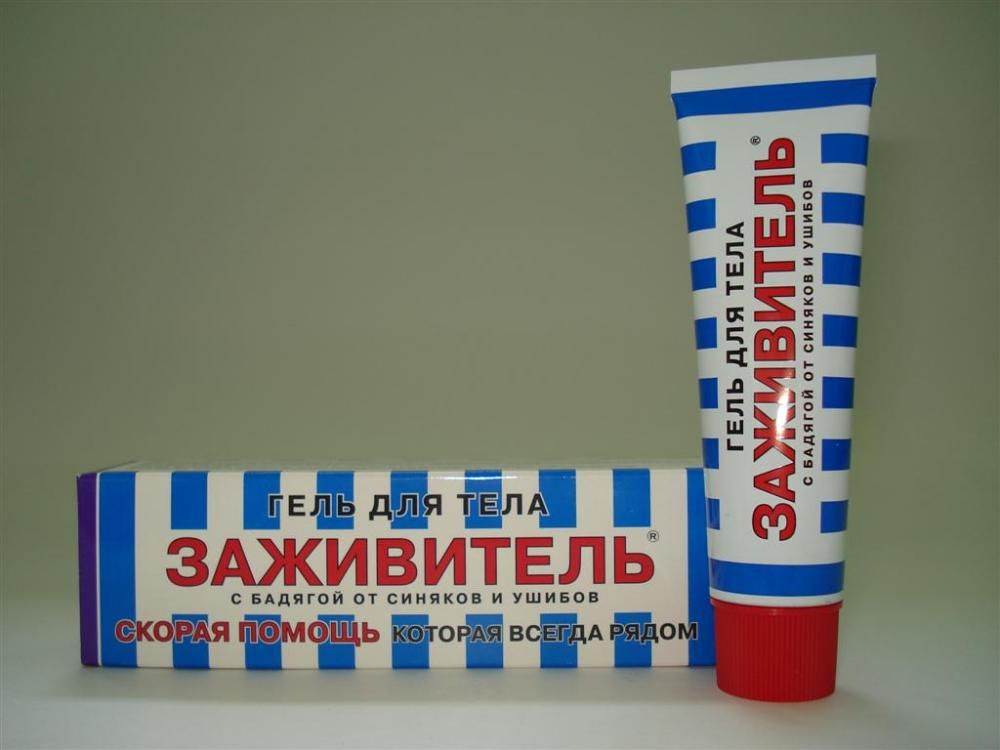 ГЕЛЬ ДЛЯ ТЕЛА
ЗАЖИВИТЕЛЬ®
С БАДЯГОЙ ОТ СИНЯКОВ И УШИБОВ
СКОРАЯ ПОМОЩЬ КОТОРАЯ ВСЕГДА РЯДОМ
ГЕЛЬ ДЛЯ ТЕЛА
ЗАЖИВИТЕЛЬ®
С БАДЯГОЙ ОТ СИНЯКОВ И УШИБОВ